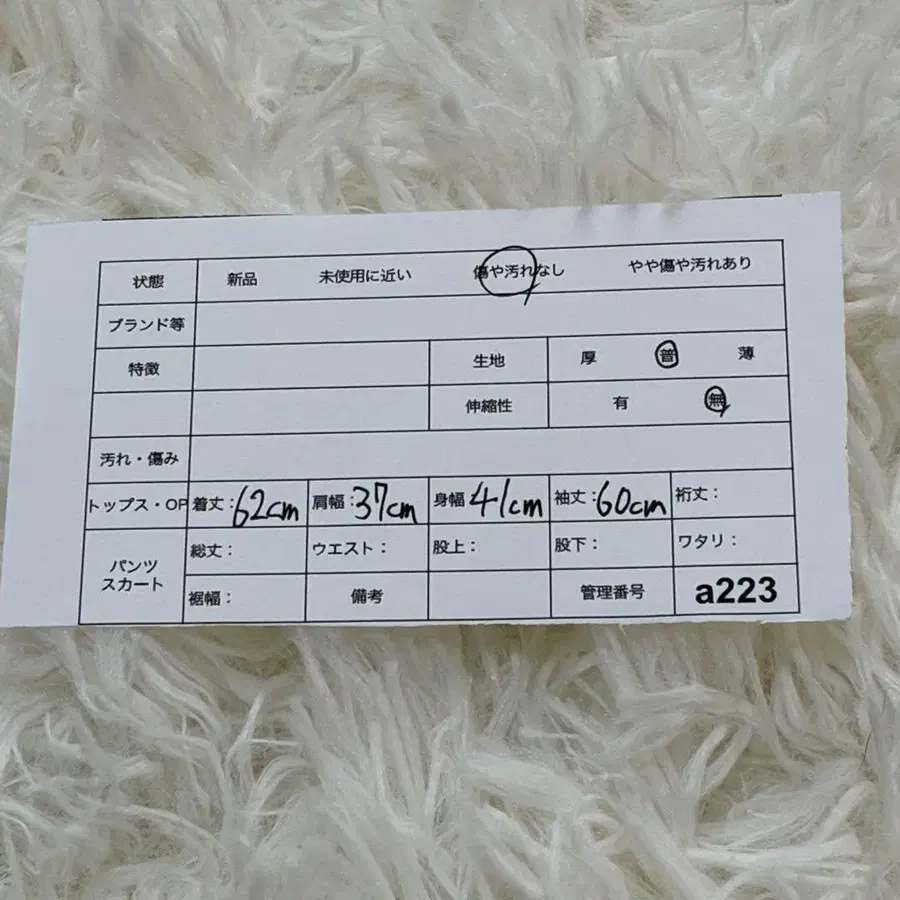 状態 新品 未使用に近い 傷や汚れなし やや傷や汚れあり
ブランド等
特徴 生地 厚 普 薄
伸縮性 有 無
汚れ・傷み
トップス・OP 着丈：62cm 肩幅：37cm 身幅 41cm 袖丈：60cm 裄丈：
パンツ スカート 総丈： ウエスト： 股上： 股下： ワタリ：
裾幅： 備考 管理番号 a223